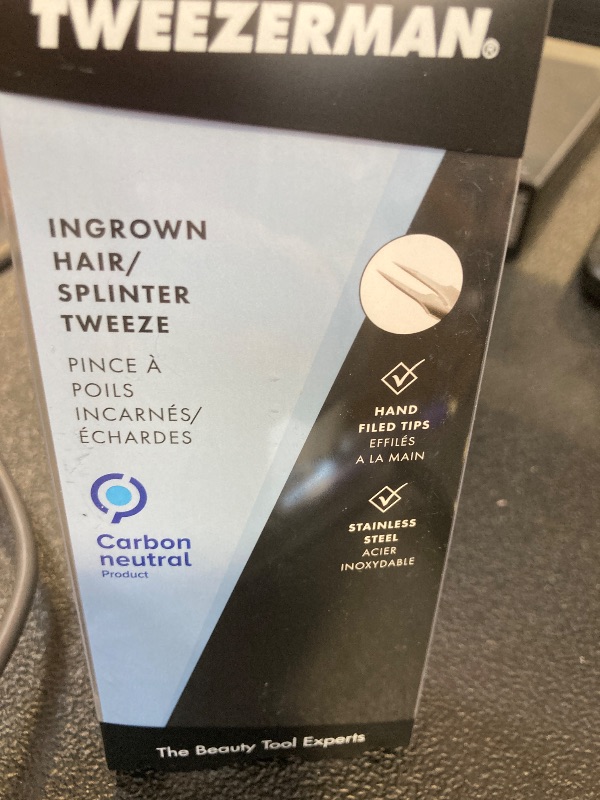 TWEEZERMAN®
INGROWN
HAIR/
SPLINTER
TWEEZE
PINCE À
POILS
INCARNÉS/
ÉCHARDES
Carbon
neutral
Product
HAND
FILED TIPS
EFFILÉS
A LA MAIN
STAINLESS
STEEL
ACIER
INOXYDABLE
The Beauty Tool Experts